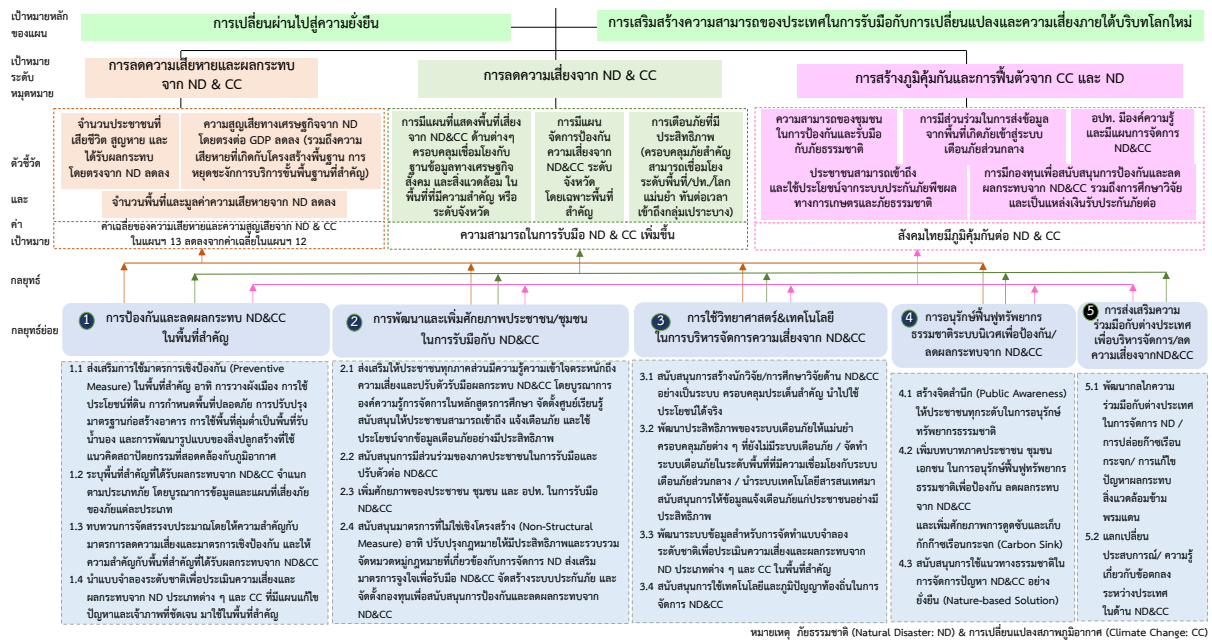 เป้าหมายหลัก
ของแผน
การเปลี่ยนผ่านไปสู่ความยั่งยืน
การเสริมสร้างความสามารถของประเทศในการรับมือกับการเปลี่ยนแปลงและความเสี่ยงภายใต้บริบทโลกใหม่
เป้าหมาย
ระดับ
หมุดหมาย
การลดความเสียหายและผลกระทบ
จาก ND & CC
การลดความเสี่ยงจาก ND & CC
การสร้างภูมิคุ้มกันและการฟื้นตัวจาก CC และ ND
ตัวชี้วัด
และ
ค่า
เป้าหมาย
จำนวนประชาชนที่
เสียชีวิต สูญหาย และ
ได้รับผลกระทบ
โดยตรงจาก ND ลดลง
ความสูญเสียทางเศรษฐกิจจาก ND
โดยตรงต่อ GDP ลดลง (รวมถึงความ
เสียหายที่เกิดกับโครงสร้างพื้นฐาน การ
หยุดชะงักการบริการขั้นพื้นฐานที่สำคัญ)
จำนวนพื้นที่และมูลค่าความเสียหายจาก ND ลดลง
ค่าเฉลี่ยของความเสียหายและความสูญเสียจาก ND & CC
ในแผนฯ 13 ลดลงจากค่าเฉลี่ยในแผนฯ 12
การมีแผนที่แสดงพื้นที่เสี่ยง
จาก ND&CC ด้านต่างๆ
ครอบคลุมเชื่อมโยงกับ
ฐานข้อมูลทางเศรษฐกิจ
สังคม และสิ่งแวดล้อม ใน
พื้นที่ที่มีความสำคัญ หรือ
ระดับจังหวัด
การมีแผน
จัดการป้องกัน
ความเสี่ยงจาก
ND&CC ระดับ
จังหวัด
โดยเฉพาะพื้นที่
สำคัญ
การเตือนภัยที่มี
ประสิทธิภาพ
(ครอบคลุมภัยสำคัญ
สามารถเชื่อมโยง
ระดับพื้นที่/ปท./โลก
แม่นยำ ทันต่อเวลา
เข้าถึงกลุ่มเปราะบาง)
ความสามารถในการรับมือ ND & CC เพิ่มขึ้น
ความสามารถของชุมชน
ในการป้องกันและรับมือ
กับภัยธรรมชาติ
การมีส่วนร่วมในการส่งข้อมูล
จากพื้นที่เกิดภัยเข้าสู่ระบบ
เตือนภัยส่วนกลาง
อปท. มีองค์ความรู้
และมีแผนการจัดการ
ND&CC
ประชาชนสามารถเข้าถึง
และใช้ประโยชน์จากระบบประกันภัยพืชผล
ทางการเกษตรและภัยธรรมชาติ
การมีกองทุนเพื่อสนับสนุนการป้องกันและลด
ผลกระทบจาก ND&CC รวมถึงการศึกษาวิจัย
และเป็นแหล่งเงินรับประกันภัยต่อ
สังคมไทยมีภูมิคุ้มกันต่อ ND & CC
กลยุทธ์
กลยุทธ์ย่อย
1 การป้องกันและลดผลกระทบ ND&CC
ในพื้นที่สำคัญ
1.1 ส่งเสริมการใช้มาตรการเชิงป้องกัน (Preventive
Measure) ในพื้นที่สำคัญ อาทิ การวางผังเมือง การใช้
ประโยชน์ที่ดิน การกำหนดพื้นที่ปลอดภัย การปรับปรุง
มาตรฐานก่อสร้างอาคาร การใช้พื้นที่ลุ่มต่ำเป็นพื้นที่รับ
น้ำนอง และการพัฒนารูปแบบของสิ่งปลูกสร้างที่ใช้
แนวคิดสถาปัตยกรรมที่สอดคล้องกับภูมิอากาศ
1.2 ระบุพื้นที่สำคัญที่ได้รับผลกระทบจาก ND&CC จำแนก
ตามประเภทภัย โดยบูรณาการข้อมูลและแผนที่เสี่ยงภัย
ของภัยแต่ละประเภท
1.3 ทบทวนการจัดสรรงบประมาณโดยให้ความสำคัญกับ
มาตรการลดความเสี่ยงและมาตรการเชิงป้องกัน และให้
ความสำคัญกับพื้นที่สำคัญที่ได้รับผลกระทบจาก ND&CC
1.4 นำแบบจำลองระดับชาติเพื่อประเมินความเสี่ยงและ
ผลกระทบจาก ND ประเภทต่าง ๆ และ CC ที่มีแผนแก้ไข
ปัญหาและเจ้าภาพที่ชัดเจน มาใช้ในพื้นที่สำคัญ
2 การพัฒนาและเพิ่มศักยภาพประชาชน/ชุมชน
ในการรับมือกับ ND&CC
2.1 ส่งเสริมให้ประชาชนทุกภาคส่วนมีความรู้ความเข้าใจตระหนักถึง
ความเสี่ยงและปรับตัวรับมือผลกระทบ ND&CC โดยบูรณาการ
องค์ความรู้การจัดการในหลักสูตรการศึกษา จัดตั้งศูนย์เรียนรู้
สนับสนุนให้ประชาชนสามารถเข้าถึง แจ้งเตือนภัย และใช้
ประโยชน์จากข้อมูลเตือนภัยอย่างมีประสิทธิภาพ
2.2 สนับสนุนการมีส่วนร่วมของภาคประชาชนในการรับมือและ
ปรับตัวต่อ ND&CC
2.3 เพิ่มศักยภาพของประชาชน ชุมชน และ อปท. ในการรับมือ
ND&CC
2.4 สนับสนุนมาตรการที่ไม่ใช่เชิงโครงสร้าง (Non-Structural
Measure) อาทิ ปรับปรุงกฎหมายให้มีประสิทธิภาพและรวบรวม
จัดหมวดหมู่กฎหมายที่เกี่ยวข้องกับการจัดการ ND ส่งเสริม
มาตรการจูงใจเพื่อรับมือ ND&CC จัดสร้างระบบประกันภัย และ
จัดตั้งกองทุนเพื่อสนับสนุนการป้องกันและลดผลกระทบจาก
ND&CC
3 การใช้วิทยาศาสตร์&เทคโนโลยี
ในการบริหารจัดการความเสี่ยงจาก ND&CC
3.1 สนับสนุนการสร้างนักวิจัย/การศึกษาวิจัยด้าน ND&CC
อย่างเป็นระบบ ครอบคลุมประเด็นสำคัญ นำไปใช้
ประโยชน์ได้จริง
3.2 พัฒนาประสิทธิภาพของระบบเตือนภัยให้แม่นยำ
ครอบคลุมภัยต่าง ๆ ที่ยังไม่มีระบบเตือนภัย / จัดทำ
ระบบเตือนภัยในระดับพื้นที่ที่มีความเชื่อมโยงกับระบบ
เตือนภัยส่วนกลาง / นำระบบเทคโนโลยีสารสนเทศมา
สนับสนุนการให้ข้อมูลแจ้งเตือนภัยแก่ประชาชนอย่างมี
ประสิทธิภาพ
3.3 พัฒนาระบบข้อมูลสำหรับการจัดทำแบบจำลอง
ระดับชาติเพื่อประเมินความเสี่ยงและผลกระทบจาก
ND ประเภทต่าง ๆ และ CC ในพื้นที่สำคัญ
3.4 สนับสนุนการใช้เทคโนโลยีและภูมิปัญญาท้องถิ่นในการ
จัดการ ND&CC
4 การอนุรักษ์ฟื้นฟูทรัพยากร
ธรรมชาติระบบนิเวศเพื่อป้องกัน/
ลดผลกระทบจาก ND&CC
4.1 สร้างจิตสำนึก (Public Awareness)
ให้ประชาชนทุกระดับในการอนุรักษ์
ทรัพยากรธรรมชาติ
4.2 เพิ่มบทบาทภาคประชาชน ชุมชน
เอกชน ในการอนุรักษ์ฟื้นฟูทรัพยากร
ธรรมชาติเพื่อป้องกัน ลดผลกระทบ
จาก ND&CC
และเพิ่มศักยภาพการดูดซับและเก็บ
กักก๊าซเรือนกระจก (Carbon Sink)
4.3 สนับสนุนการใช้แนวทางธรรมชาติใน
การจัดการปัญหา ND&CC อย่าง
ยั่งยืน (Nature-based Solution)
5 การส่งเสริมความ
ร่วมมือกับต่างประเทศ
เพื่อบริหารจัดการ/ลด
ความเสี่ยงจากND&CC
5.1 พัฒนากลไกความ
ร่วมมือกับต่างประเทศ
ในการจัดการ ND /
การปล่อยก๊าซเรือน
กระจก/ การแก้ไข
ปัญหาผลกระทบ
สิ่งแวดล้อมข้าม
พรมแดน
5.2 แลกเปลี่ยน
ประสบการณ์/ ความรู้
เกี่ยวกับข้อตกลง
ระหว่างประเทศ
ในด้าน ND&CC
หมายเหตุ ภัยธรรมชาติ (Natural Disaster: ND) & การเปลี่ยนแปลงสภาพภูมิอากาศ (Climate Change: CC)